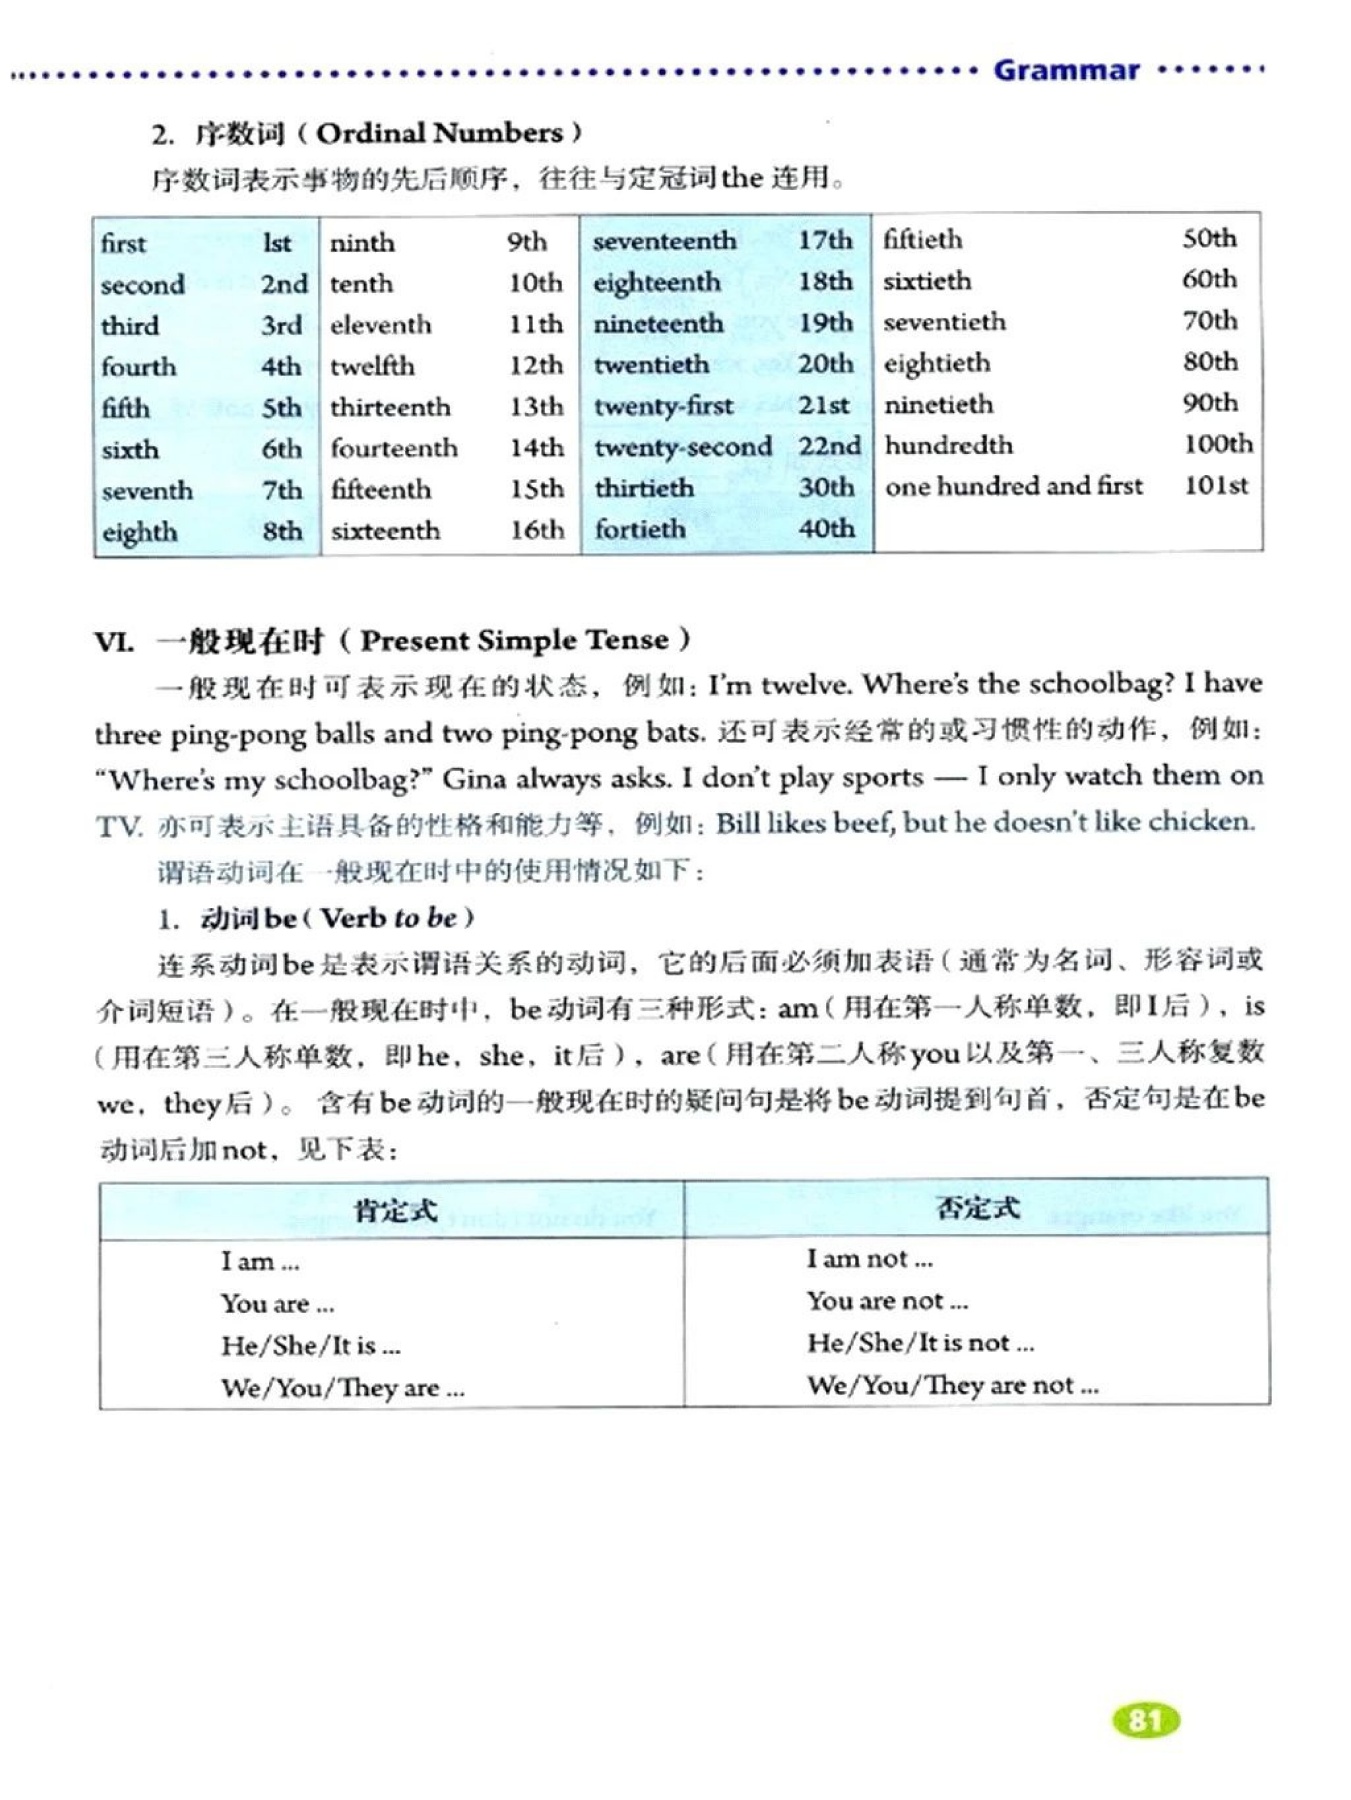 Grammar
2. 序数词（Ordinal Numbers）
序数词表示事物的先后顺序，往往与定冠词the 连用。
first 1st ninth 9th seventeenth 17th fiftieth 50th
second 2nd tenth 10th eighteenth 18th sixtieth 60th
third 3rd eleventh 11th nineteenth 19th seventieth 70th
fourth 4th twelfth 12th twentieth 20th eightieth 80th
fifth 5th thirteenth 13th twenty-first 21st ninetieth 90th
sixth 6th fourteenth 14th twenty-second 22nd hundredth 100th
seventh 7th fifteenth 15th thirtieth 30th one hundred and first 101st
eighth 8th sixteenth 16th fortieth 40th
VI. 一般现在时（Present Simple Tense）
一般现在时可表示现在的状态，例如：I'm twelve. Where's the schoolbag? I have
three ping-pong balls and two ping-pong bats. 还可表示经常的或习惯性的动作，例如：
“Where's my schoolbag?” Gina always asks. I don't play sports — I only watch them on
TV. 亦可表示主语具备的性格和能力等，例如：Bill likes beef, but he doesn't like chicken.
谓语动词在一般现在时中的使用情况如下：
1. 动词be（Verb to be）
连系动词be是表示谓语关系的动词，它的后面必须加表语（通常为名词、形容词或
介词短语）。在一般现在时中，be动词有三种形式：am（用在第一人称单数，即I后），is
（用在第三人称单数，即he，she，it后），are（用在第二人称you以及第一、三人称复数
we，they后）。含有be动词的一般现在时的疑问句是将be动词提到句首，否定句是在be
动词后加not，见下表：
肯定式 否定式
I am ... I am not ...
You are ... You are not ...
He/She/It is ... He/She/It is not ...
We/You/They are ... We/You/They are not ...
81